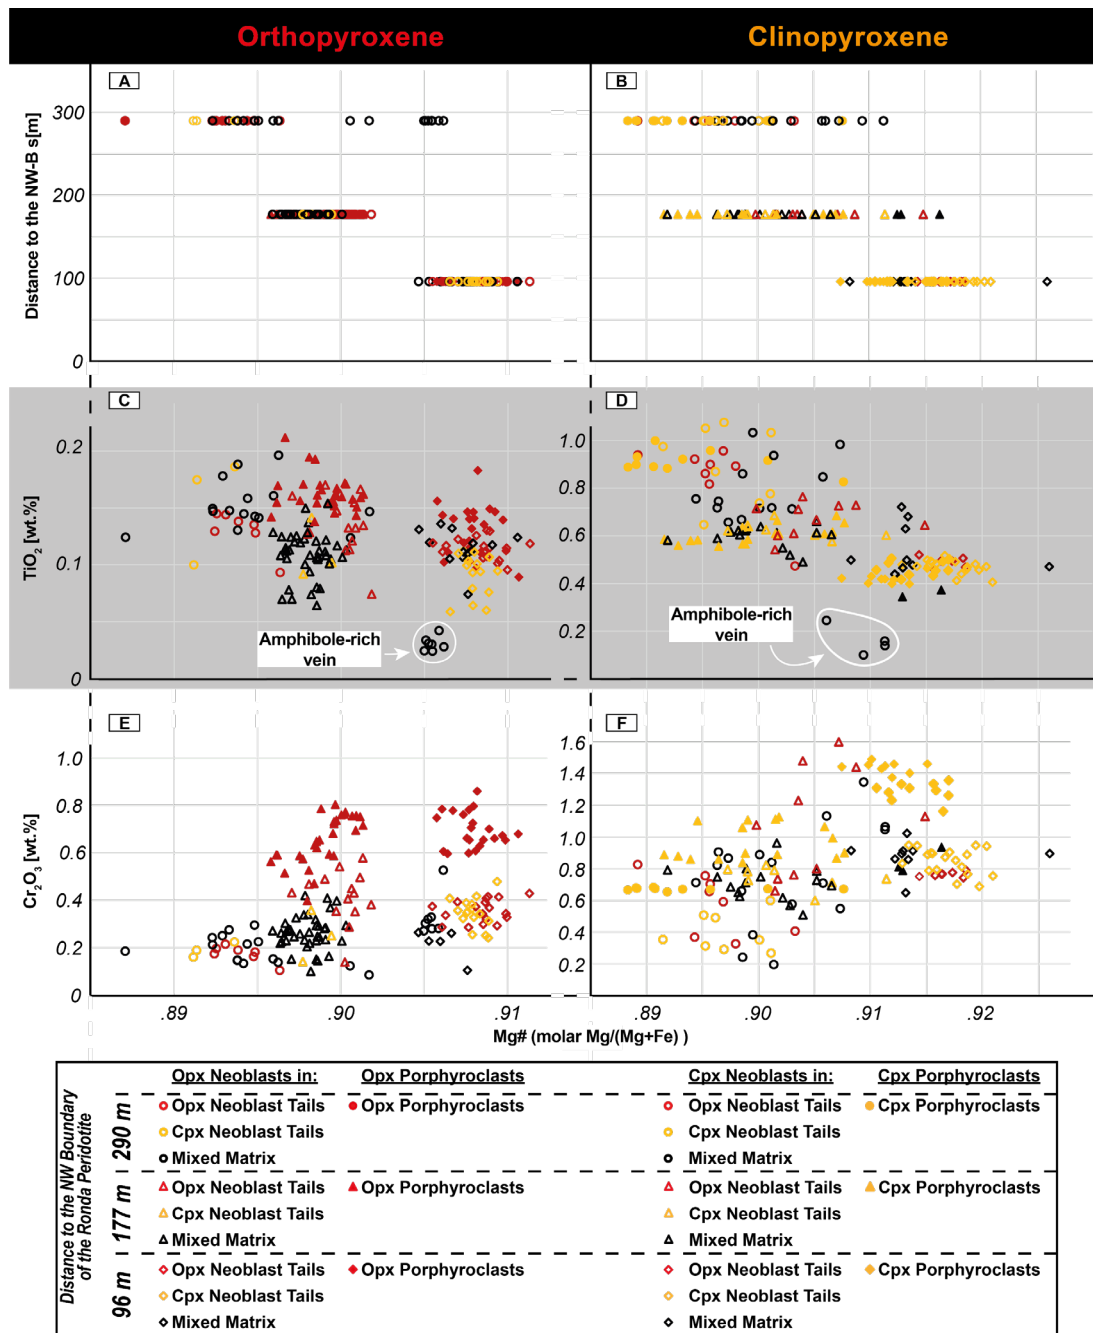 Orthopyroxene
Clinopyroxene
A
B
Distance to the NW-B s[m]
300
200
100
0
C
D
TiO2 [wt.%]
0.2
0.1
0
1.0
0.8
0.6
0.4
0.2
Amphibole-rich
vein
Amphibole-rich
vein
E
F
Cr2O3 [wt.%]
1.0
0.8
0.6
0.4
0.2
0
1.6
1.4
1.2
1.0
0.8
0.6
0.4
0.2
.89
.90
.91
.89
.90
.91
.92
Mg# (molar Mg/(Mg+Fe) )
Distance to the NW Boundary
of the Ronda Peridotite
Opx Neoblasts in:
Opx Porphyroclasts
Cpx Neoblasts in:
Cpx Porphyroclasts
290 m
Opx Neoblast Tails
Opx Porphyroclasts
Opx Neoblast Tails
Cpx Porphyroclasts
Cpx Neoblast Tails
Cpx Neoblast Tails
Mixed Matrix
Mixed Matrix
177 m
Opx Neoblast Tails
Opx Porphyroclasts
Opx Neoblast Tails
Cpx Porphyroclasts
Cpx Neoblast Tails
Cpx Neoblast Tails
Mixed Matrix
Mixed Matrix
96 m
Opx Neoblast Tails
Opx Porphyroclasts
Opx Neoblast Tails
Cpx Porphyroclasts
Cpx Neoblast Tails
Cpx Neoblast Tails
Mixed Matrix
Mixed Matrix